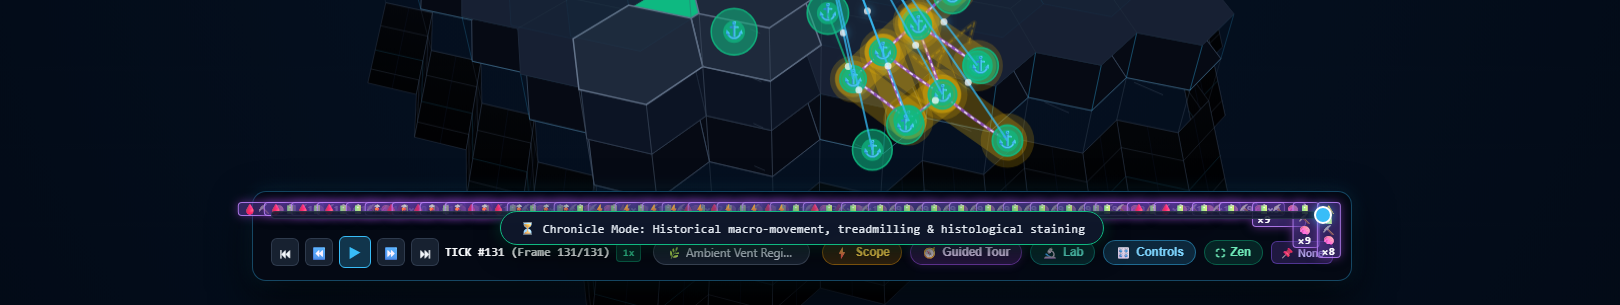 x9
⏳ Chronicle Mode: Historical macro-movement, treadmilling & histological staining
x9
x8
TICK #131 (Frame 131/131)
1x
Ambient Vent Regi...
Scope
Guided Tour
Lab
Controls
Zen